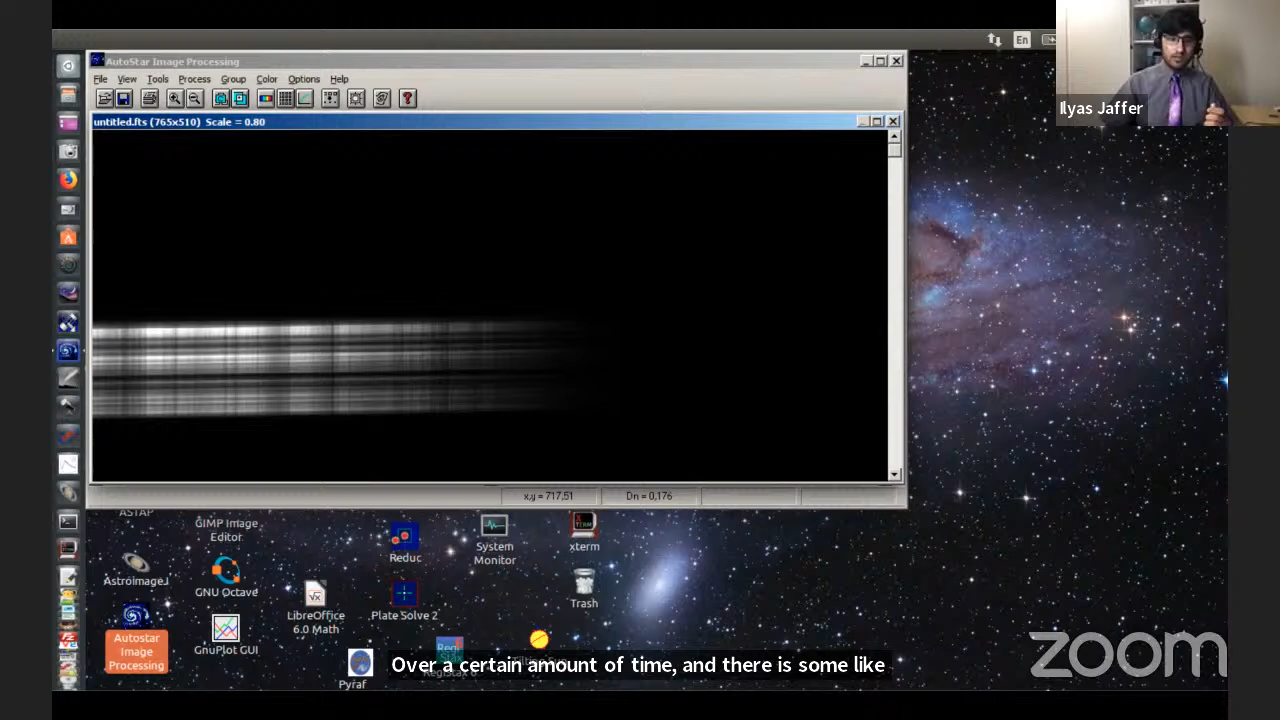 En
AutoStar Image Processing
File View Tools Process Group Color Options Help
untitled.fts (765x510) Scale = 0.80
Ilyas Jaffer
x,y = 717,51 Dn = 0,176
ASTAP
GIMP Image
Editor
Reduc
System
Monitor
xterm
AstroimageJ
GNU Octave
LibreOffice
6.0 Math
Plate Solve 2
Trash
Autostar
Image
Processing
GnuPlot GUI
Pyraf
Over a certain amount of time, and there is some like
zoom